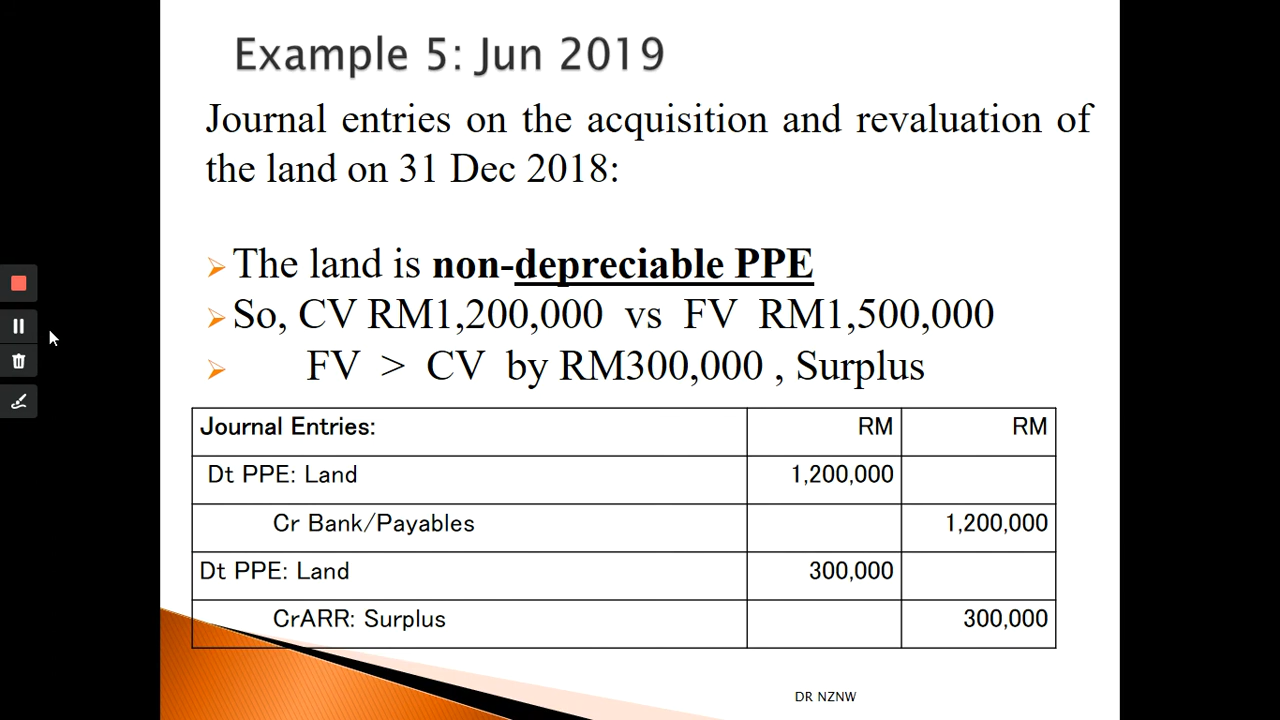 Example 5: Jun 2019
Journal entries on the acquisition and revaluation of
the land on 31 Dec 2018:
The land is non-depreciable PPE
So, CV RM1,200,000 vs FV RM1,500,000
FV > CV by RM300,000 , Surplus
Journal Entries: RM RM
Dt PPE: Land 1,200,000
Cr Bank/Payables 1,200,000
Dt PPE: Land 300,000
CrARR: Surplus 300,000
DR NZNW